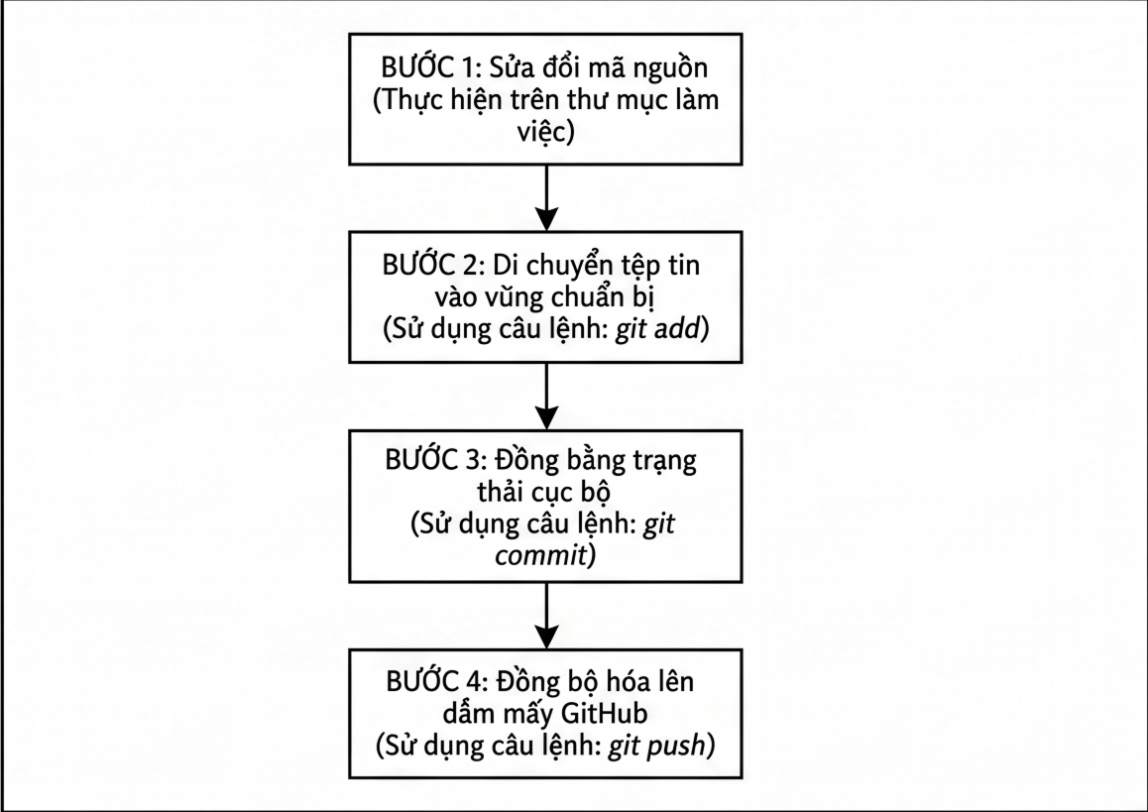 BƯỚC 1: Sửa đổi mã nguồn
(Thực hiện trên thư mục làm
việc)
BƯỚC 2: Di chuyển tệp tin
vào vũng chuẩn bị
(Sử dụng câu lệnh: git add)
BƯỚC 3: Đồng bằng trạng
thải cục bộ
(Sử dụng câu lệnh: git
commit)
BƯỚC 4: Đồng bộ hóa lên
dấm mấy GitHub
(Sử dụng câu lệnh: git push)